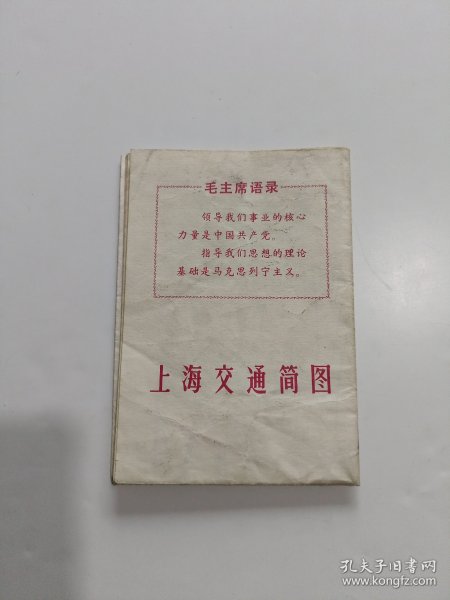 毛主席语录
领导我们事业的核心
力量是中国共产党。
指导我们思想的理论
基础是马克思列宁主义。
上海交通简图
孔夫子旧书网
www.kongfz.com